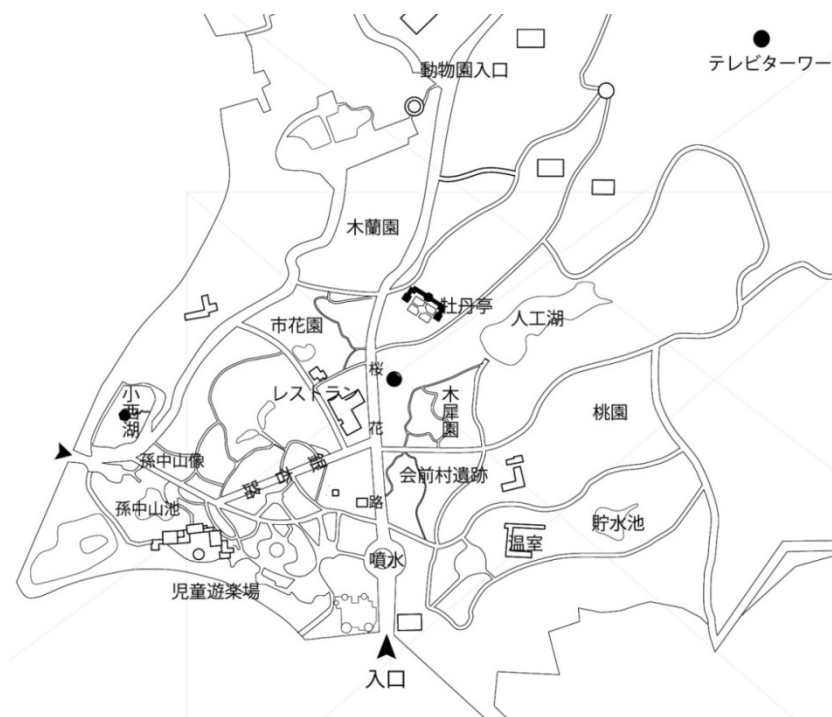 テレビターワー
動物園入口
木蘭園
牡丹亭
人工湖
市花園
桜花路
レストラン
木犀園
小西湖
桃園
孫中山像
銀杏路
会前村遺跡
孫中山池
貯水池
温室
噴水
児童遊楽場
入口